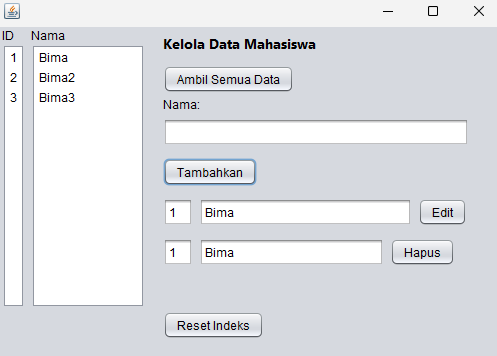 ID Nama
1 Bima
2 Bima2
3 Bima3
Kelola Data Mahasiswa
Ambil Semua Data
Nama:
Tambahkan
1 Bima Edit
1 Bima Hapus
Reset Indeks